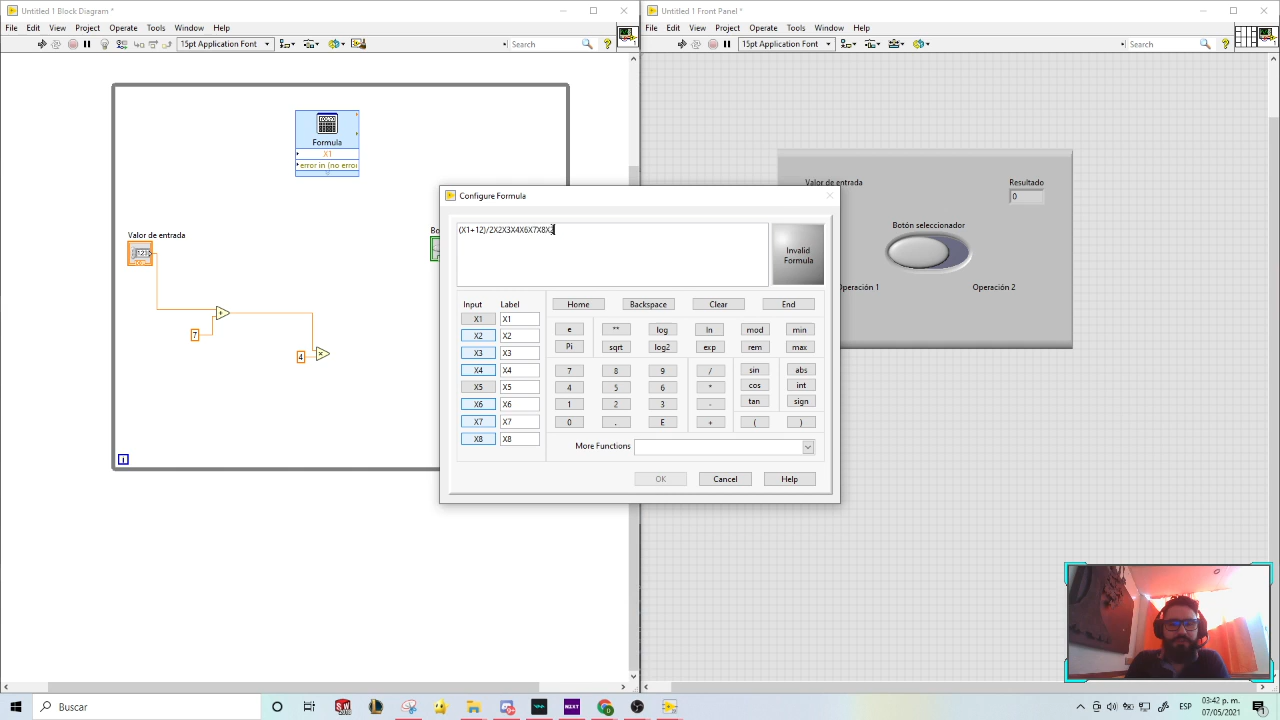 Untitled 1 Block Diagram *
File Edit View Project Operate Tools Window Help
15pt Application Font
Search
Formula
X1
error in (no error
Valor de entrada
123
7
4
i
Untitled 1 Front Panel *
File Edit View Project Operate Tools Window Help
15pt Application Font
Search
Valor de entrada
Resultado
0
Botón seleccionador
Operación 1
Operación 2
Configure Formula
(X1+12)/2X2X3X4X6X7X8X2
Invalid
Formula
Input Label
X1 X1
X2 X2
X3 X3
X4 X4
X5 X5
X6 X6
X7 X7
X8 X8
Home Backspace Clear End
e ** log ln mod min
Pi sqrt log2 exp rem max
7 8 9 / sin abs
4 5 6 * cos int
1 2 3 - tan sign
0 . E + ( )
More Functions
OK Cancel Help
Buscar
ESP
03:42 p. m.
07/05/2021